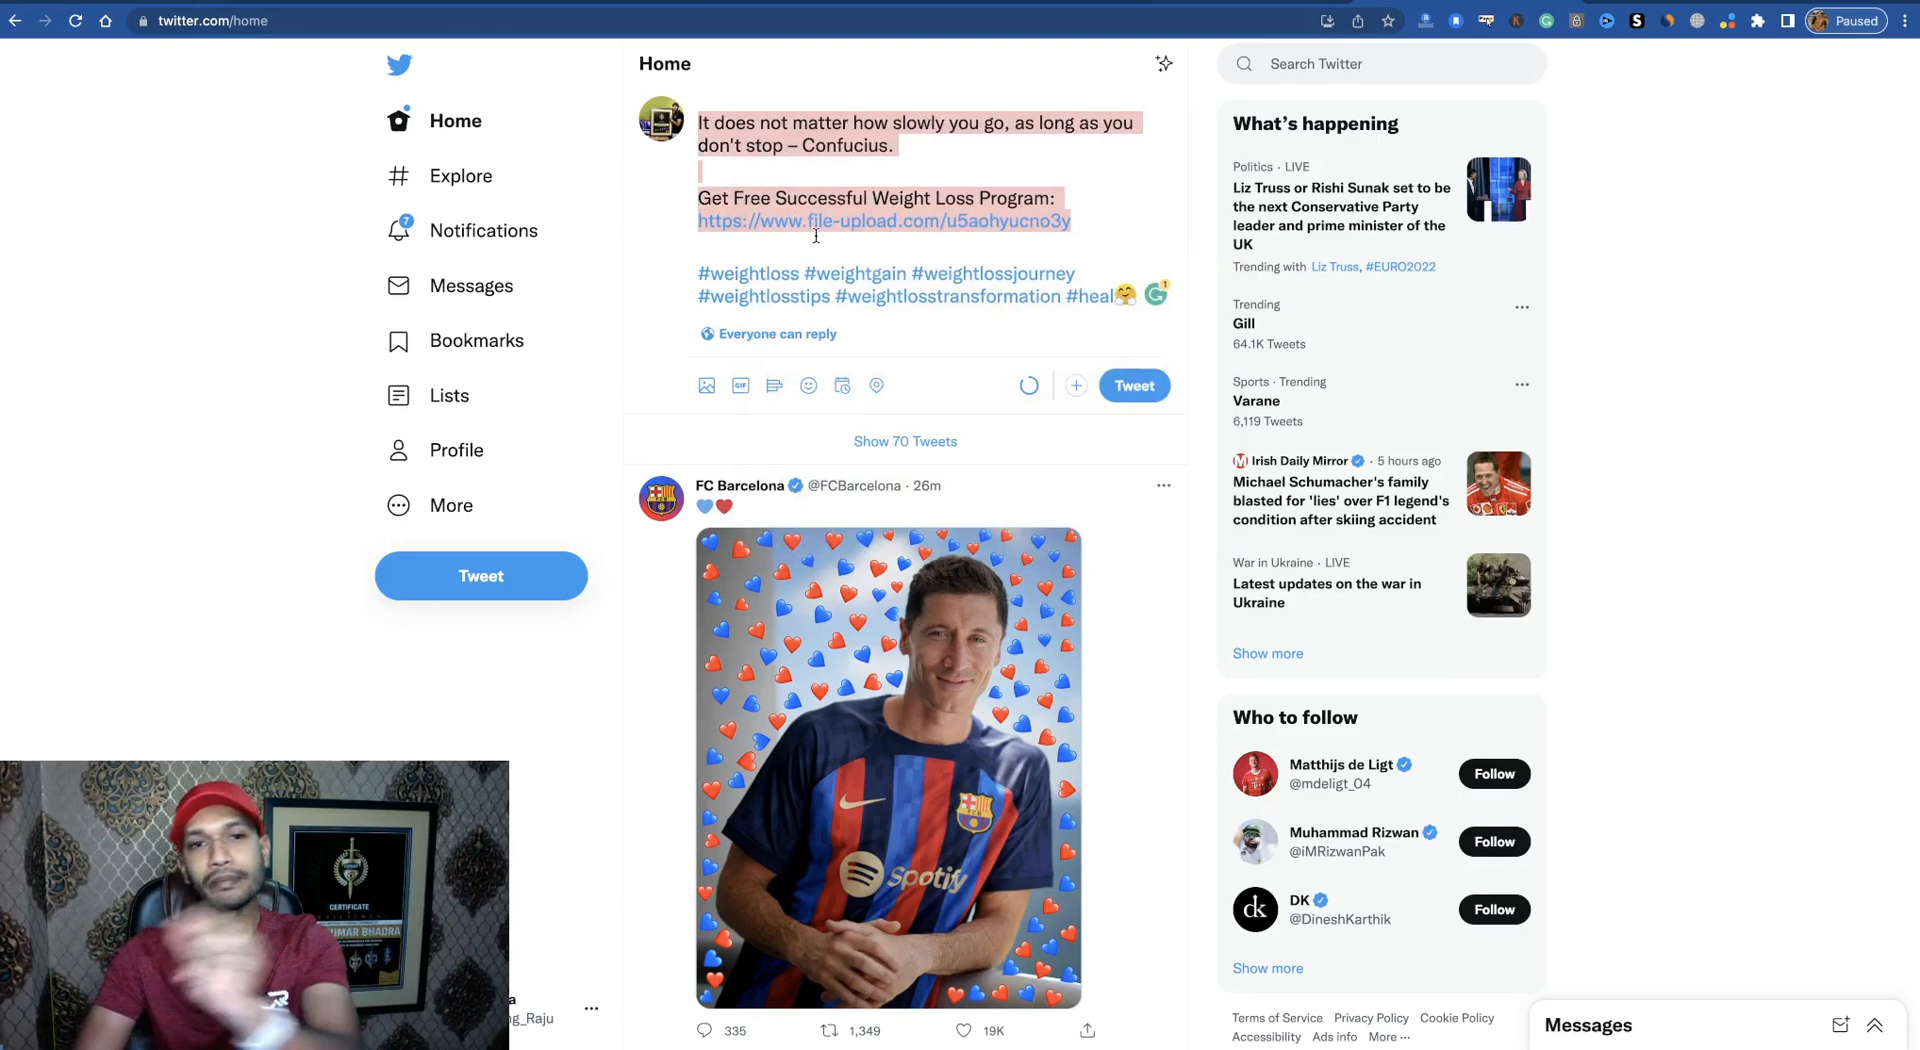 twitter.com/home
Paused
Home
Explore
7
Notifications
Messages
Bookmarks
Lists
Profile
More
Tweet
Home
It does not matter how slowly you go, as long as you
don't stop – Confucius.
Get Free Successful Weight Loss Program:
https://www.file-upload.com/u5aohyucno3y
#weightloss #weightgain #weightlossjourney
#weightlosstips #weightlosstransformation #heal
1
Everyone can reply
GIF
Tweet
Show 70 Tweets
FC Barcelona @FCBarcelona · 26m
Spotify
335
1,349
19K
Search Twitter
What's happening
Politics · LIVE
Liz Truss or Rishi Sunak set to be
the next Conservative Party
leader and prime minister of the
UK
Trending with Liz Truss, #EURO2022
Trending
Gill
64.1K Tweets
Sports · Trending
Varane
6,119 Tweets
Irish Daily Mirror · 5 hours ago
Michael Schumacher's family
blasted for 'lies' over F1 legend's
condition after skiing accident
War in Ukraine · LIVE
Latest updates on the war in
Ukraine
Show more
Who to follow
Matthijs de Ligt
@mdeligt_04
Follow
Muhammad Rizwan
@iMRizwanPak
Follow
dk
DK
@DineshKarthik
Follow
Show more
Terms of Service Privacy Policy Cookie Policy
Accessibility Ads info More
Messages
CERTIFICATE
UMAR BHADRA
a
ng_Raju